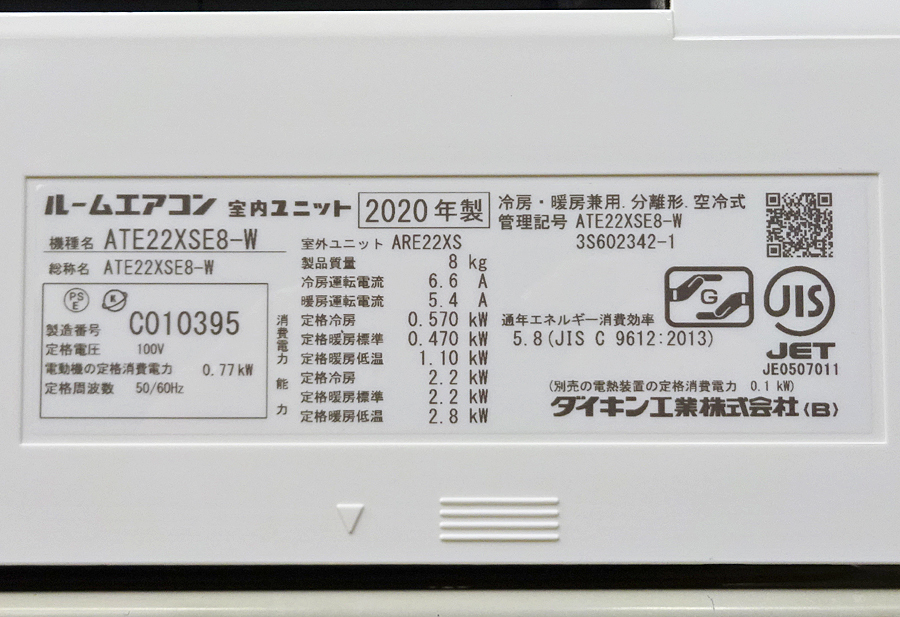 ルームエアコン 室内ユニット 2020年製
機種名 ATE22XSE8-W
総称名 ATE22XSE8-W
PS
E
製造番号 C010395
定格電圧 100V
電動機の定格消費電力 0.77kW
定格周波数 50/60Hz
室外ユニット ARE22XS
製品質量 8 kg
冷房運転電流 6.6 A
暖房運転電流 5.4 A
消費電力
定格冷房 0.570 kW
定格暖房標準 0.470 kW
定格暖房低温 1.10 kW
能力
定格冷房 2.2 kW
定格暖房標準 2.2 kW
定格暖房低温 2.8 kW
冷房・暖房兼用.分離形.空冷式
管理記号 ATE22XSE8-W
3S602342-1
G
JIS
通年エネルギー消費効率
5.8(JIS C 9612:2013)
JET
JE0507011
(別売の電熱装置の定格消費電力 0.1 kW)
ダイキン工業株式会社(B)